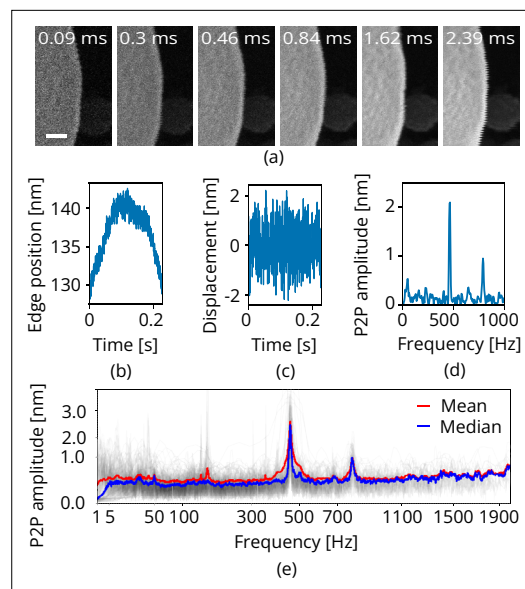 0.09 ms 0.3 ms 0.46 ms 0.84 ms 1.62 ms 2.39 ms
(a)
Edge position [nm]
140
135
130
0 0.2
Time [s]
(b)
Displacement [nm]
2
0
-2
0 0.2
Time [s]
(c)
P2P amplitude [nm]
2
1
0
0 500 1000
Frequency [Hz]
(d)
P2P amplitude [nm]
3.0
2.0
1.0
0.0
Mean
Median
1 5 50 100 300 500 700 1100 1500 1900
Frequency [Hz]
(e)